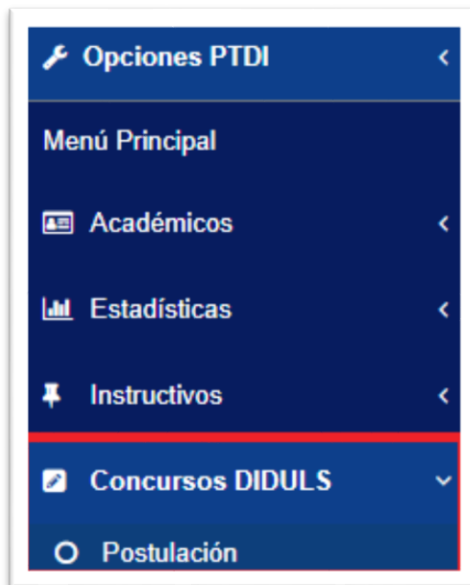 Opciones PTDI
Menú Principal
Académicos
Estadísticas
Instructivos
Concursos DIDULS
Postulación